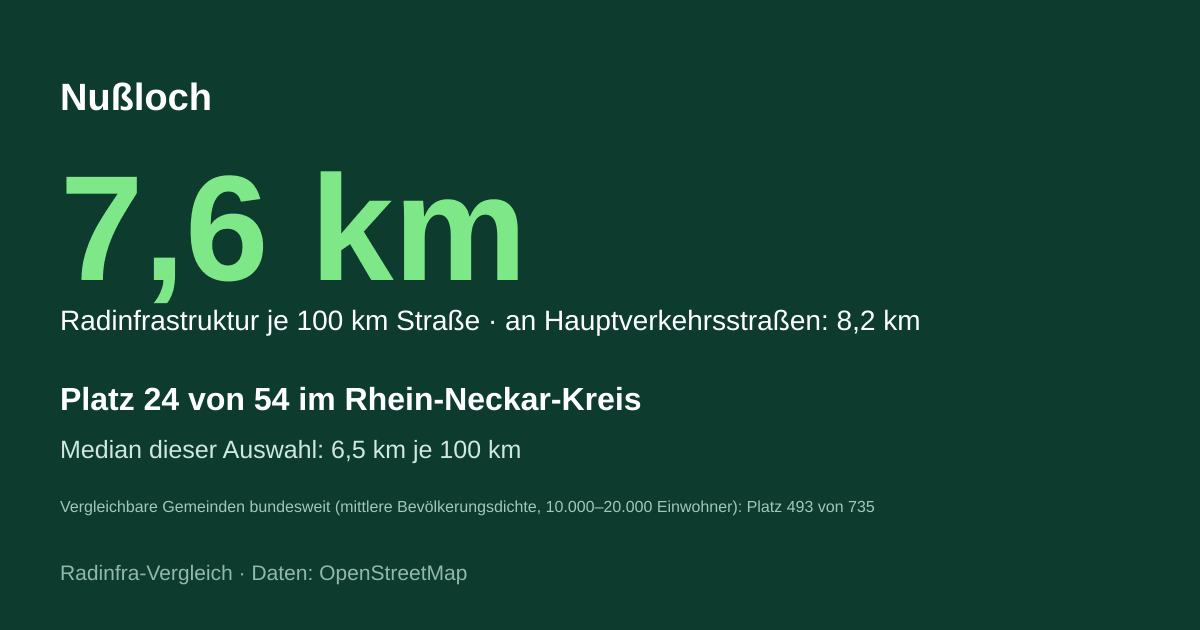 Nußloch
7,6 km
Radinfrastruktur je 100 km Straße · an Hauptverkehrsstraßen: 8,2 km
Platz 24 von 54 im Rhein-Neckar-Kreis
Median dieser Auswahl: 6,5 km je 100 km
Vergleichbare Gemeinden bundesweit (mittlere Bevölkerungsdichte, 10.000–20.000 Einwohner): Platz 493 von 735
Radinfra-Vergleich · Daten: OpenStreetMap